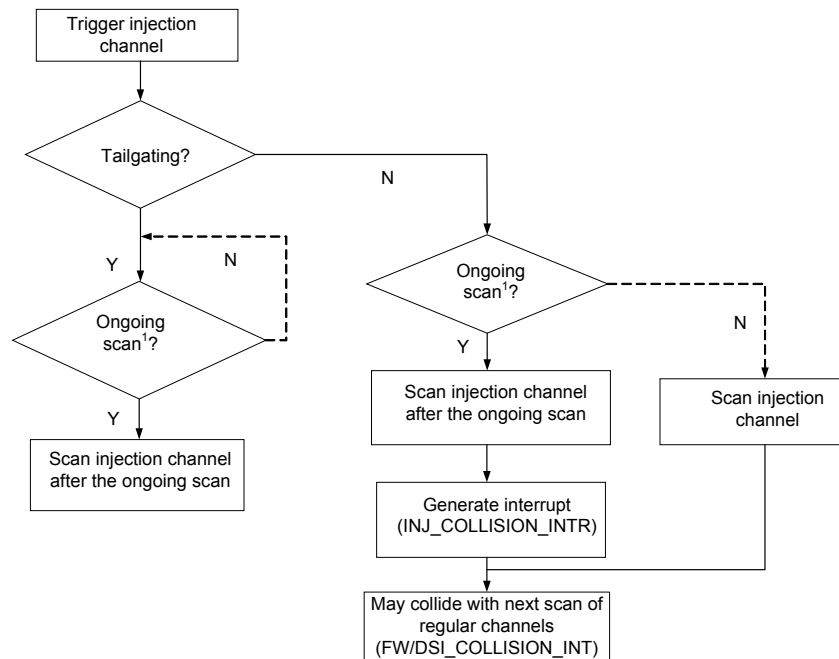 Trigger injection
channel
Tailgating?
N
Y
N
Ongoing
scan¹?
Y
Scan injection channel
after the ongoing scan
Ongoing
scan¹?
N
Y
Scan injection channel
after the ongoing scan
Scan injection
channel
Generate interrupt
(INJ_COLLISION_INTR)
May collide with next scan of
regular channels
(FW/DSI_COLLISION_INT)